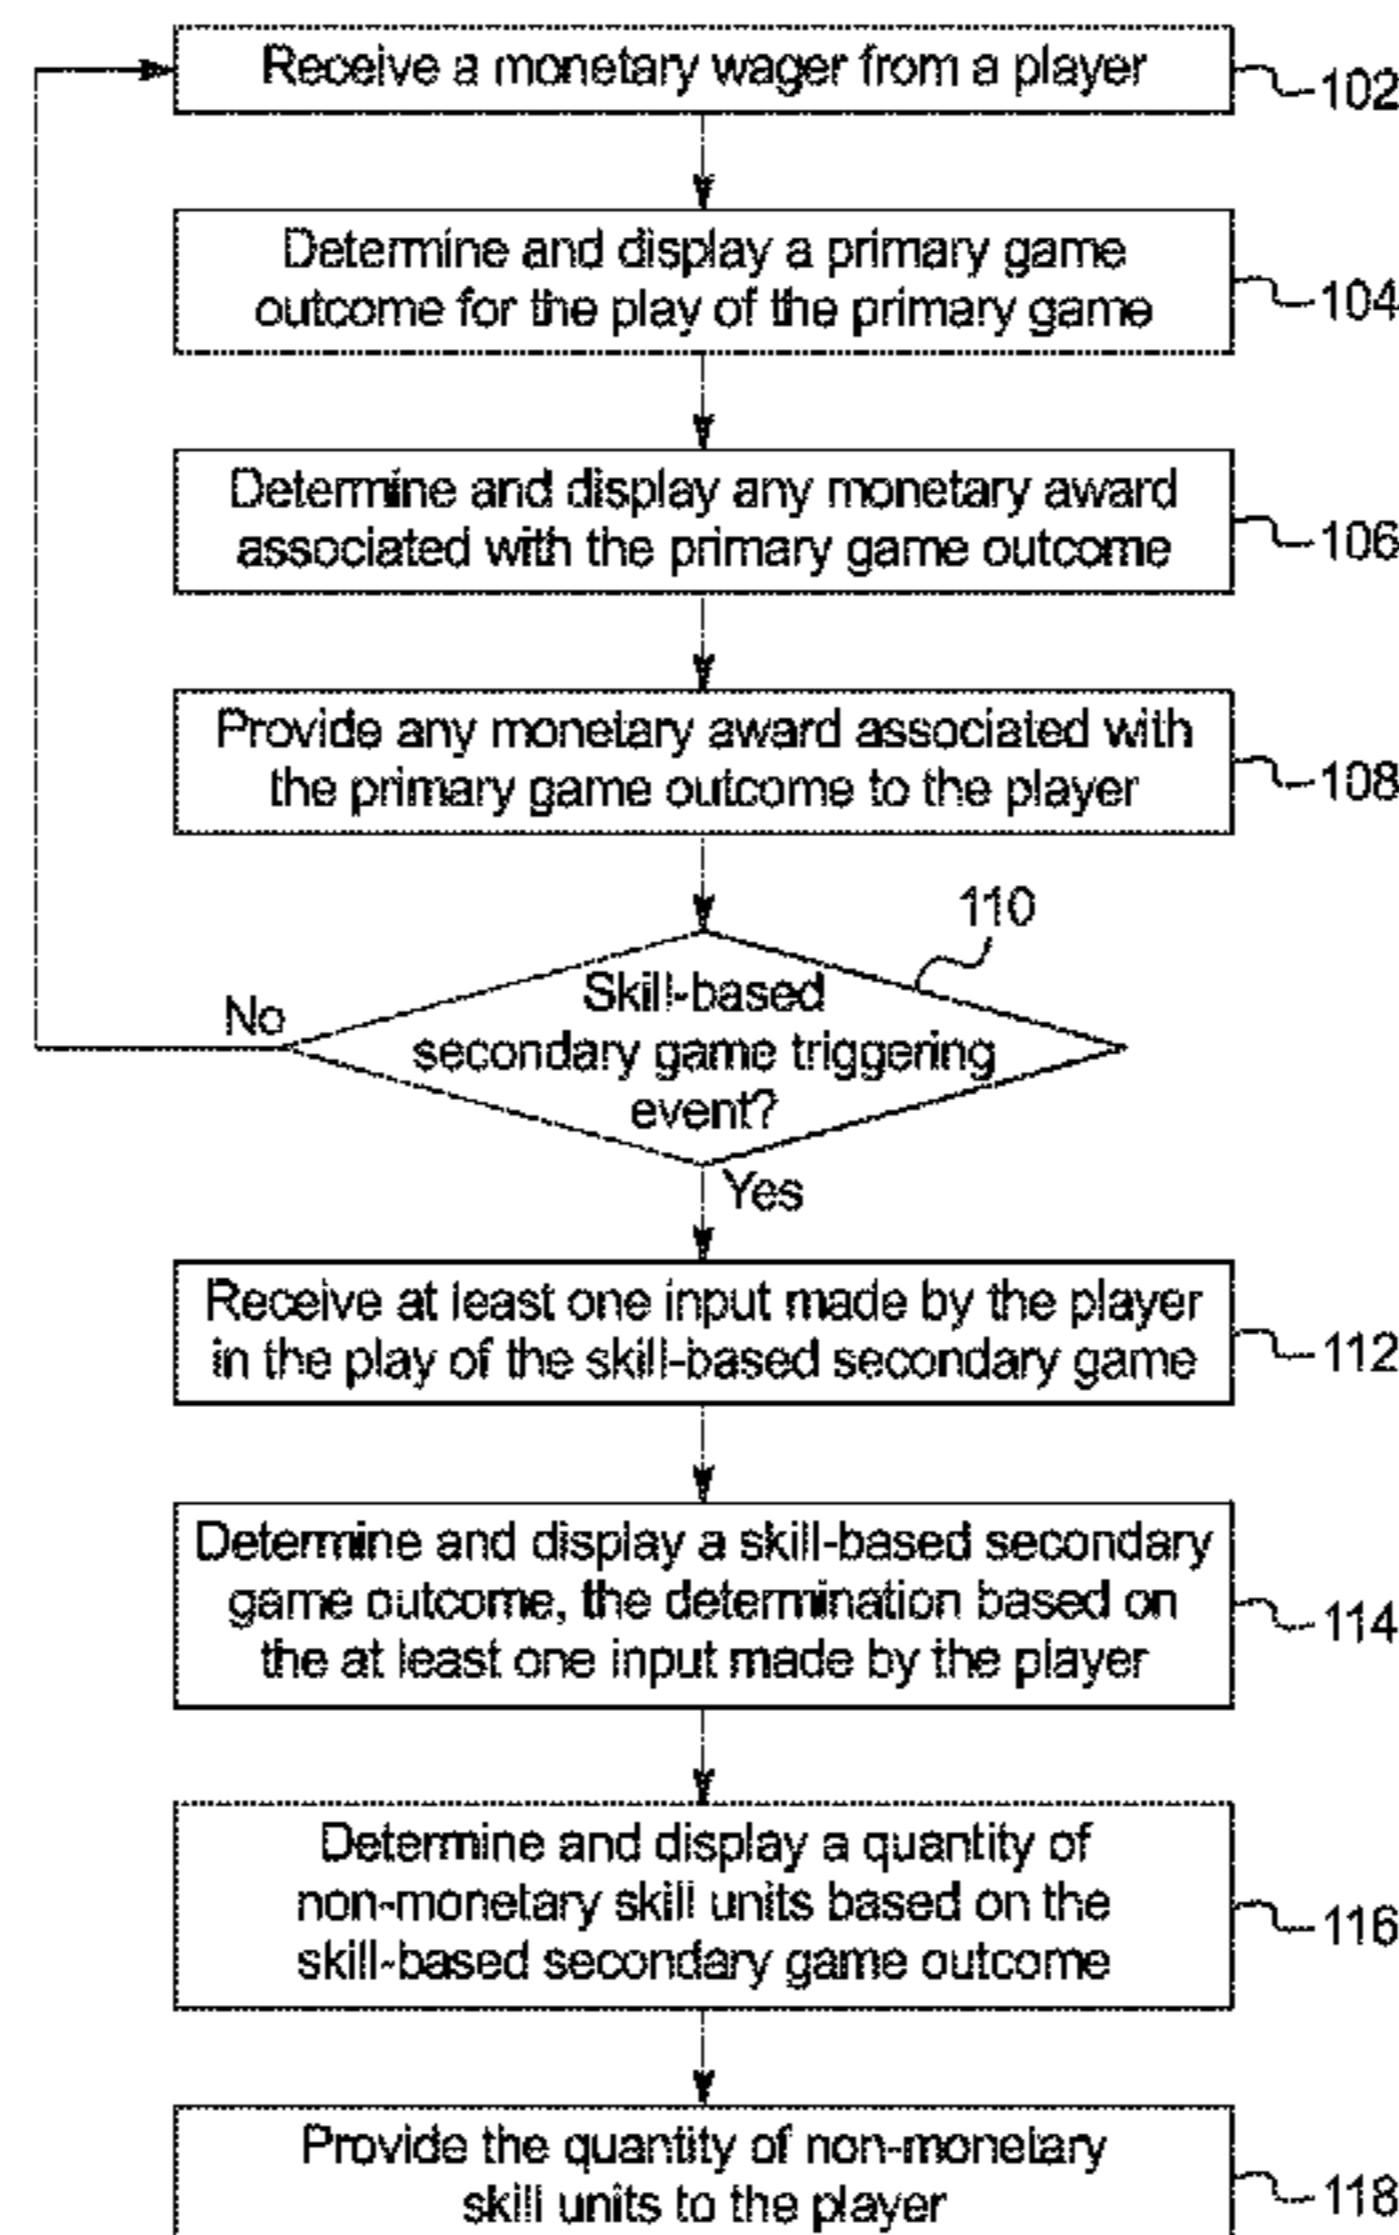 Receive a monetary wager from a player
102
Determine and display a primary game
outcome for the play of the primary game
104
Determine and display any monetary award
associated with the primary game outcome
106
Provide any monetary award associated with
the primary game outcome to the player
108
110
Skill-based
secondary game triggering
event?
No
Yes
Receive at least one input made by the player
in the play of the skill-based secondary game
112
Determine and display a skill-based secondary
game outcome, the determination based on
the at least one input made by the player
114
Determine and display a quantity of
non-monetary skill units based on the
skill-based secondary game outcome
116
Provide the quantity of non-monetary
skill units to the player
118